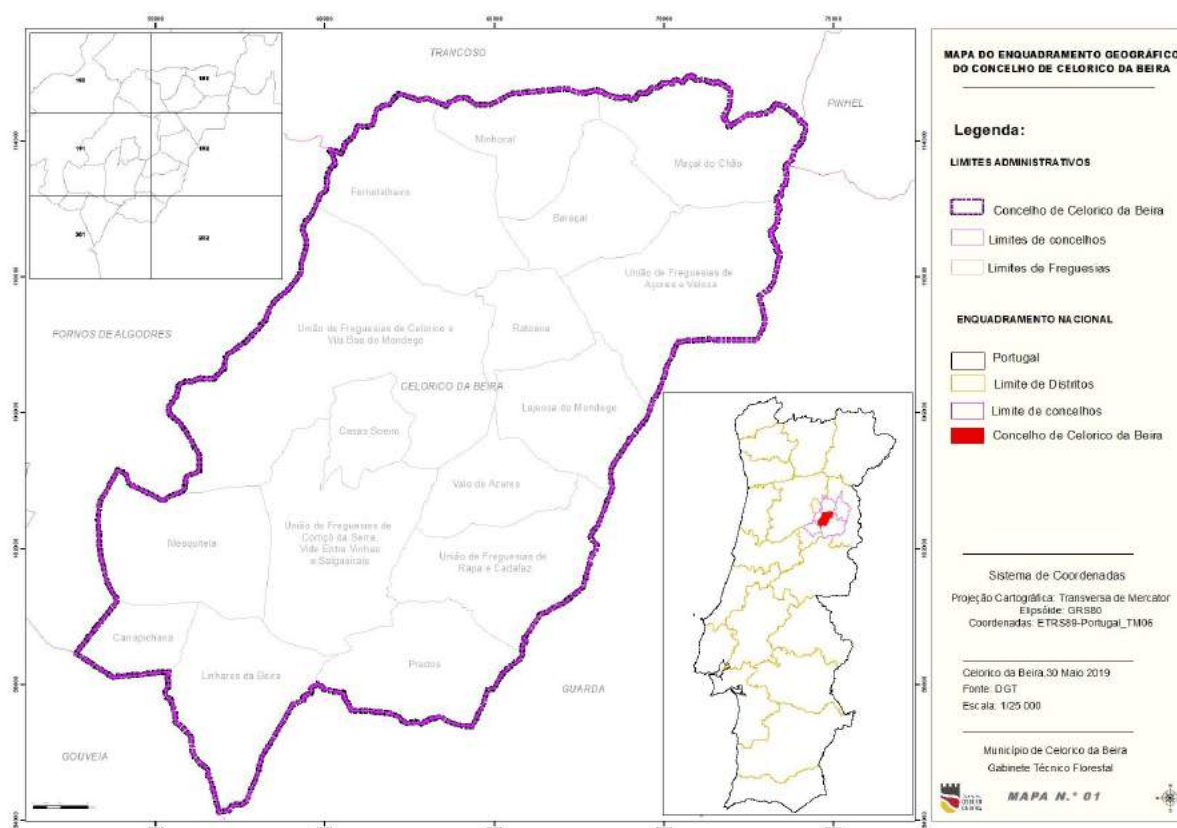 TRANCOSO
PINHEL
Minhocal
Maçal do Chão
Fornotelheiro
Baraçal
União de Freguesias de
Açores e Velosa
FORNOS DE ALGODRES
União de Freguesias de Celorico e
Vila Boa do Mondego
Ratoeira
CELORICO DA BEIRA
Lajeosa do Mondego
Casas Soeiro
Vale de Azares
Mesquitela
União de Freguesias de
Cortiçô da Serra,
Vide Entre Vinhas
e Salgueirais
União de Freguesias de
Rapa e Cadafaz
Carrapichana
Linhares da Beira
Prados
GUARDA
GOUVEIA
MAPA DO ENQUADRAMENTO GEOGRÁFICO
DO CONCELHO DE CELORICO DA BEIRA
Legenda:
LIMITES ADMINISTRATIVOS
Concelho de Celorico da Beira
Limites de concelhos
Limites de Freguesias
ENQUADRAMENTO NACIONAL
Portugal
Limite de Distritos
Limite de concelhos
Concelho de Celorico da Beira
Sistema de Coordenadas
Projeção Cartográfica: Transversa de Mercator
Elipsóide: GRS80
Coordenadas: ETRS89-Portugal_TM06
Celorico da Beira,30 Maio 2019
Fonte: DGT
Escala: 1/25 000
Município de Celorico da Beira
Gabinete Técnico Florestal
MAPA N.° 01